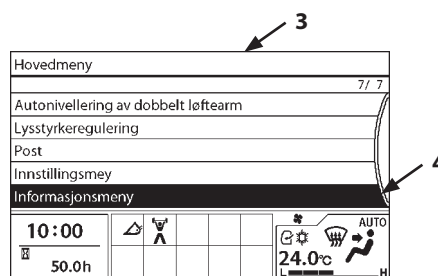 3
Hovedmeny
7/ 7
Autonivellering av dobbelt løftearm
Lysstyrkeregulering
Post
Innstillingsmey
4
Informasjonsmeny
10:00
AUTO
24.0°C
50.0h
L H